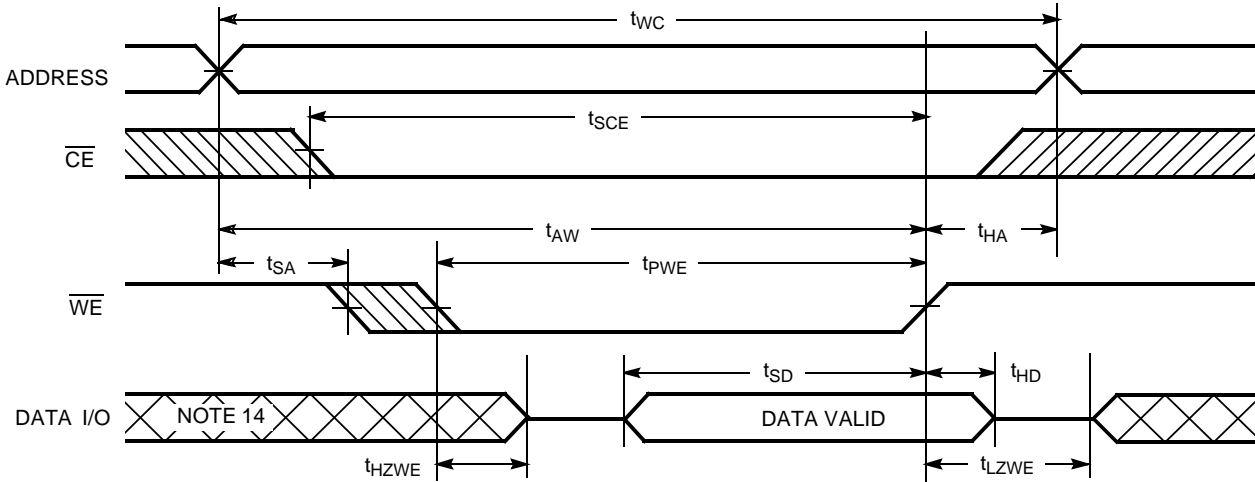 tWC
ADDRESS
tSCE
CE
tAW
tHA
tSA
tPWE
WE
tSD
tHD
DATA I/O
NOTE 14
DATA VALID
tHZWE
tLZWE